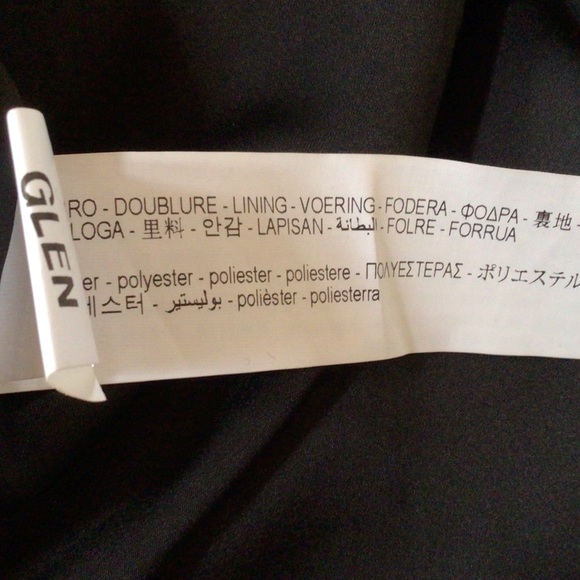 GLEN
RO - DOUBLURE - LINING - VOERING - FODERA - ΦΟΔΡΑ - 裏地 -
LOGA - 里料 - 안감 - LAPISAN - البطانة - FOLRE - FORRUA
er - polyester - poliester - poliestere - ΠΟΛΥΕΣΤΕΡΑΣ - ポリエステル
에스터 - بوليستير - polièster - poliesterra